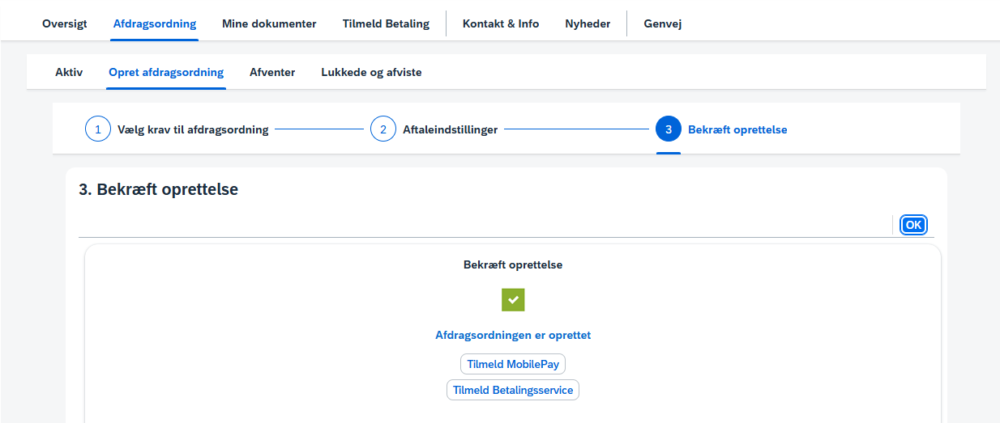 Oversigt Afdragsordning Mine dokumenter Tilmeld Betaling Kontakt & Info Nyheder Genvej
Aktiv Opret afdragsordning Afventer Lukkede og afviste
1 Vælg krav til afdragsordning 2 Aftaleindstillinger 3 Bekræft oprettelse
3. Bekræft oprettelse
OK
Bekræft oprettelse
Afdragsordningen er oprettet
Tilmeld MobilePay
Tilmeld Betalingsservice